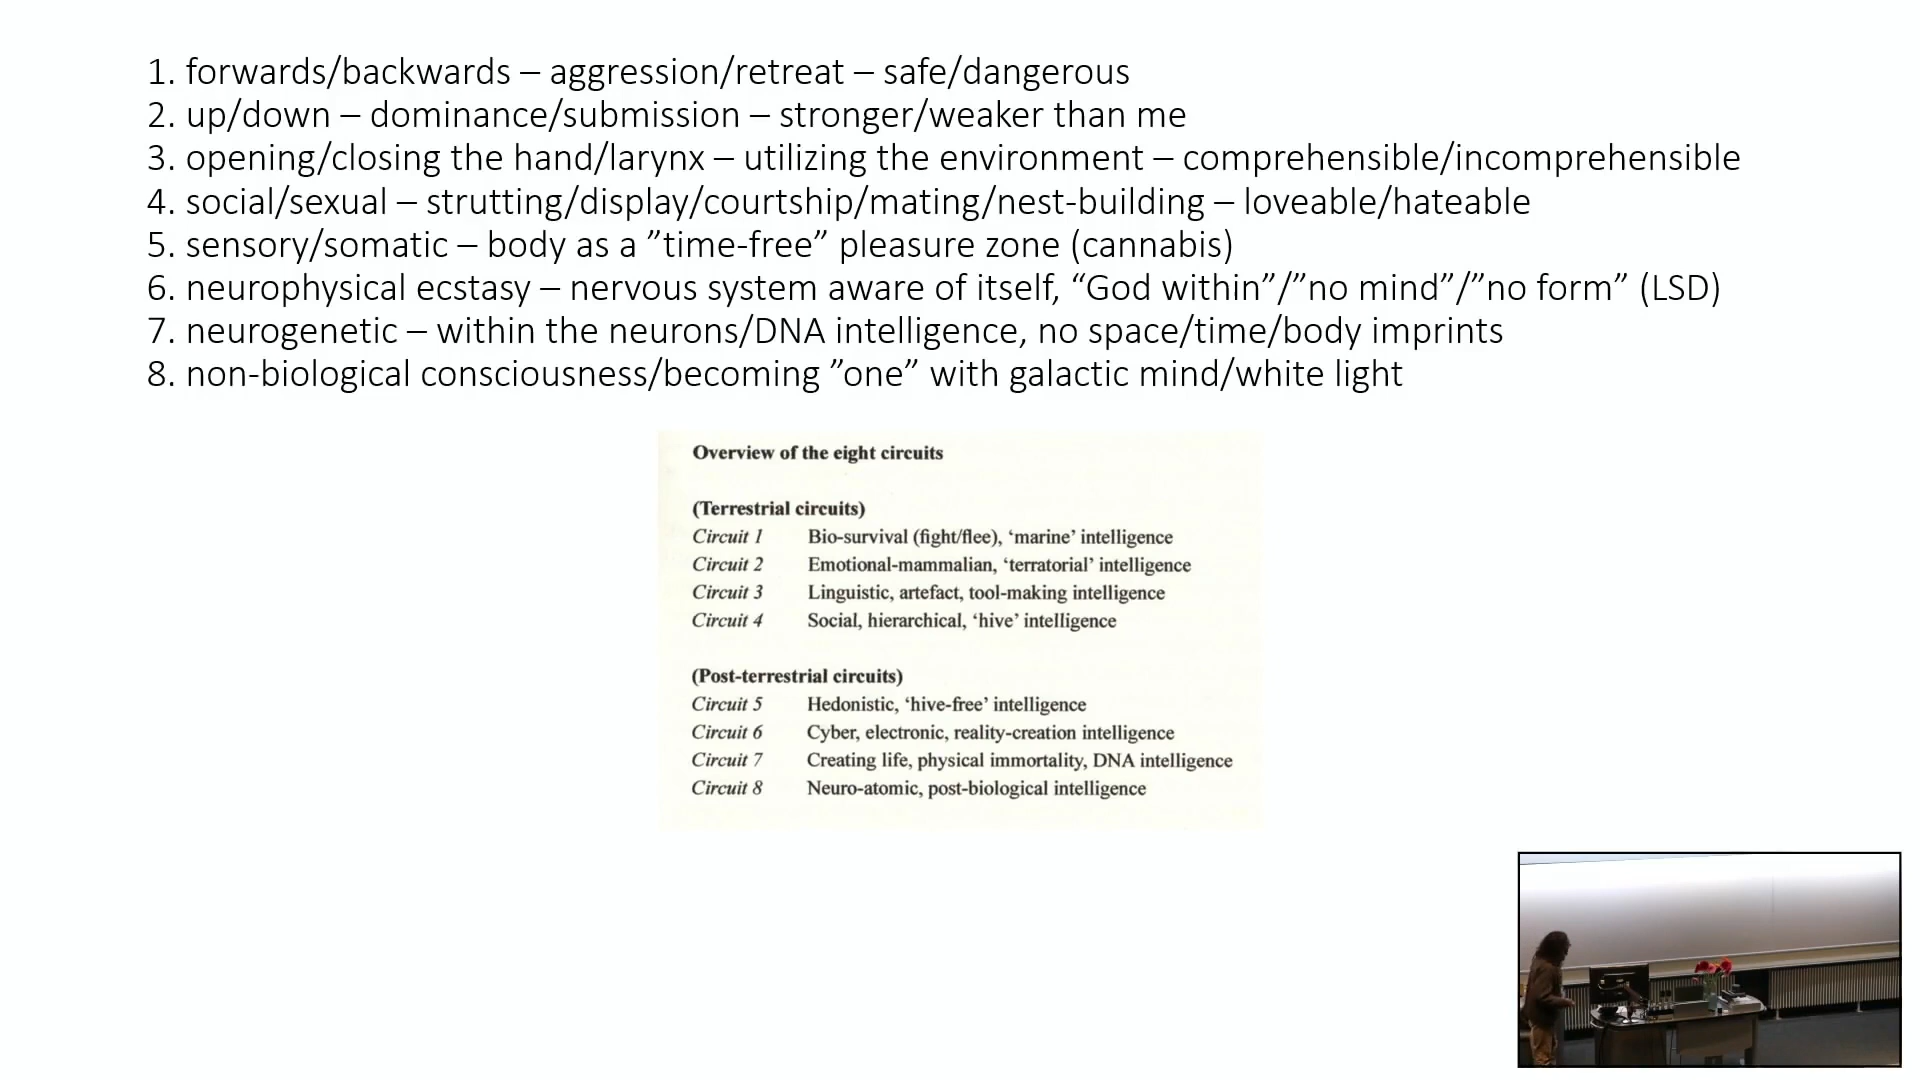 1. forwards/backwards – aggression/retreat – safe/dangerous
2. up/down – dominance/submission – stronger/weaker than me
3. opening/closing the hand/larynx – utilizing the environment – comprehensible/incomprehensible
4. social/sexual – strutting/display/courtship/mating/nest-building – loveable/hateable
5. sensory/somatic – body as a ”time-free” pleasure zone (cannabis)
6. neurophysical ecstasy – nervous system aware of itself, “God within”/”no mind”/”no form” (LSD)
7. neurogenetic – within the neurons/DNA intelligence, no space/time/body imprints
8. non-biological consciousness/becoming ”one” with galactic mind/white light
Overview of the eight circuits
(Terrestrial circuits)
Circuit 1 Bio-survival (fight/flee), ‘marine’ intelligence
Circuit 2 Emotional-mammalian, ‘terratorial’ intelligence
Circuit 3 Linguistic, artefact, tool-making intelligence
Circuit 4 Social, hierarchical, ‘hive’ intelligence
(Post-terrestrial circuits)
Circuit 5 Hedonistic, ‘hive-free’ intelligence
Circuit 6 Cyber, electronic, reality-creation intelligence
Circuit 7 Creating life, physical immortality, DNA intelligence
Circuit 8 Neuro-atomic, post-biological intelligence